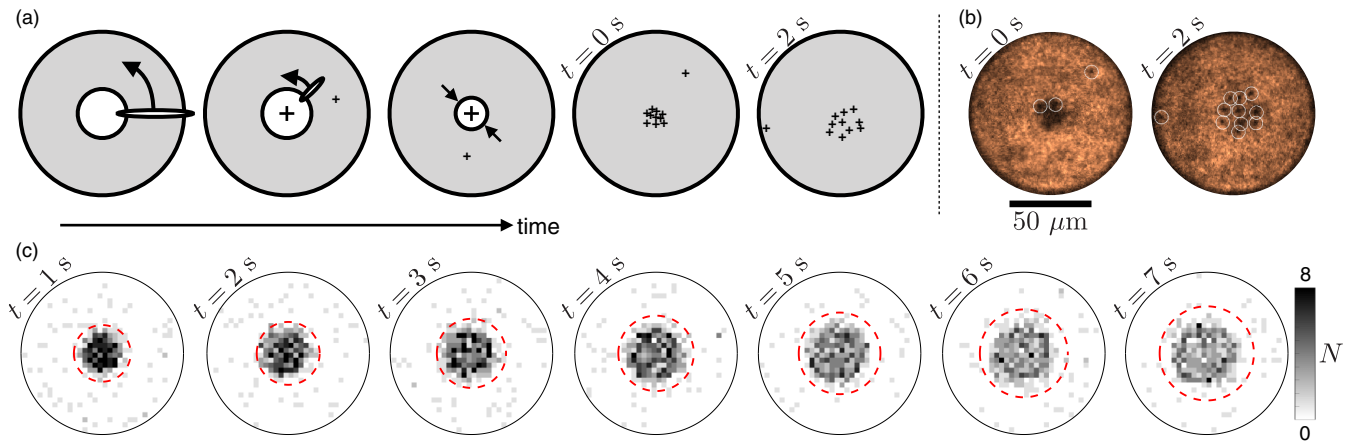 (a)
t = 0 s
t = 2 s
time
(b)
t = 0 s
t = 2 s
50 μm
(c)
t = 1 s
t = 2 s
t = 3 s
t = 4 s
t = 5 s
t = 6 s
t = 7 s
8
N
0